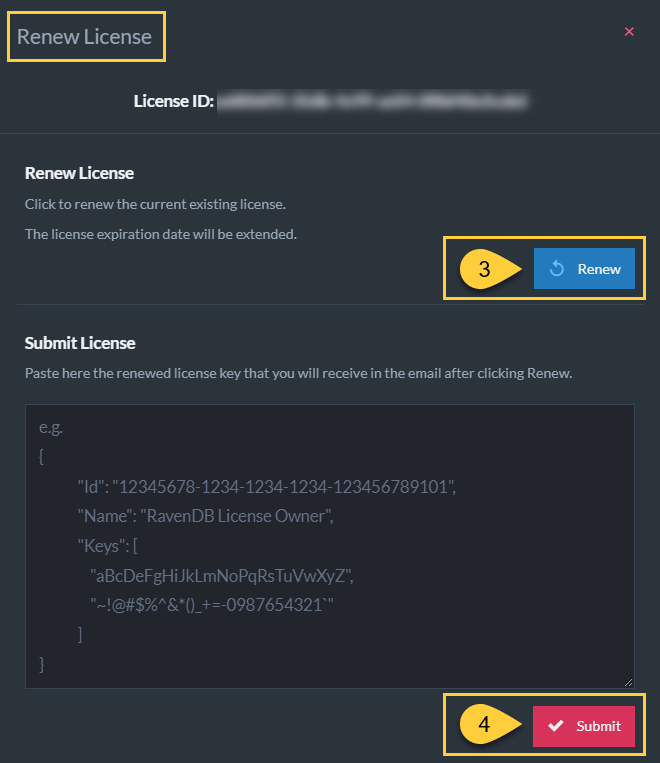 Renew License
×
License ID:
Renew License
Click to renew the current existing license.
The license expiration date will be extended.
3 Renew
Submit License
Paste here the renewed license key that you will receive in the email after clicking Renew.
e.g.
{
"Id": "12345678-1234-1234-1234-123456789101",
"Name": "RavenDB License Owner",
"Keys": [
"aBcDeFgHiJkLmNoPqRsTuVwXyZ",
"~!@#$%^&*()_+=-0987654321`"
]
}
4 Submit